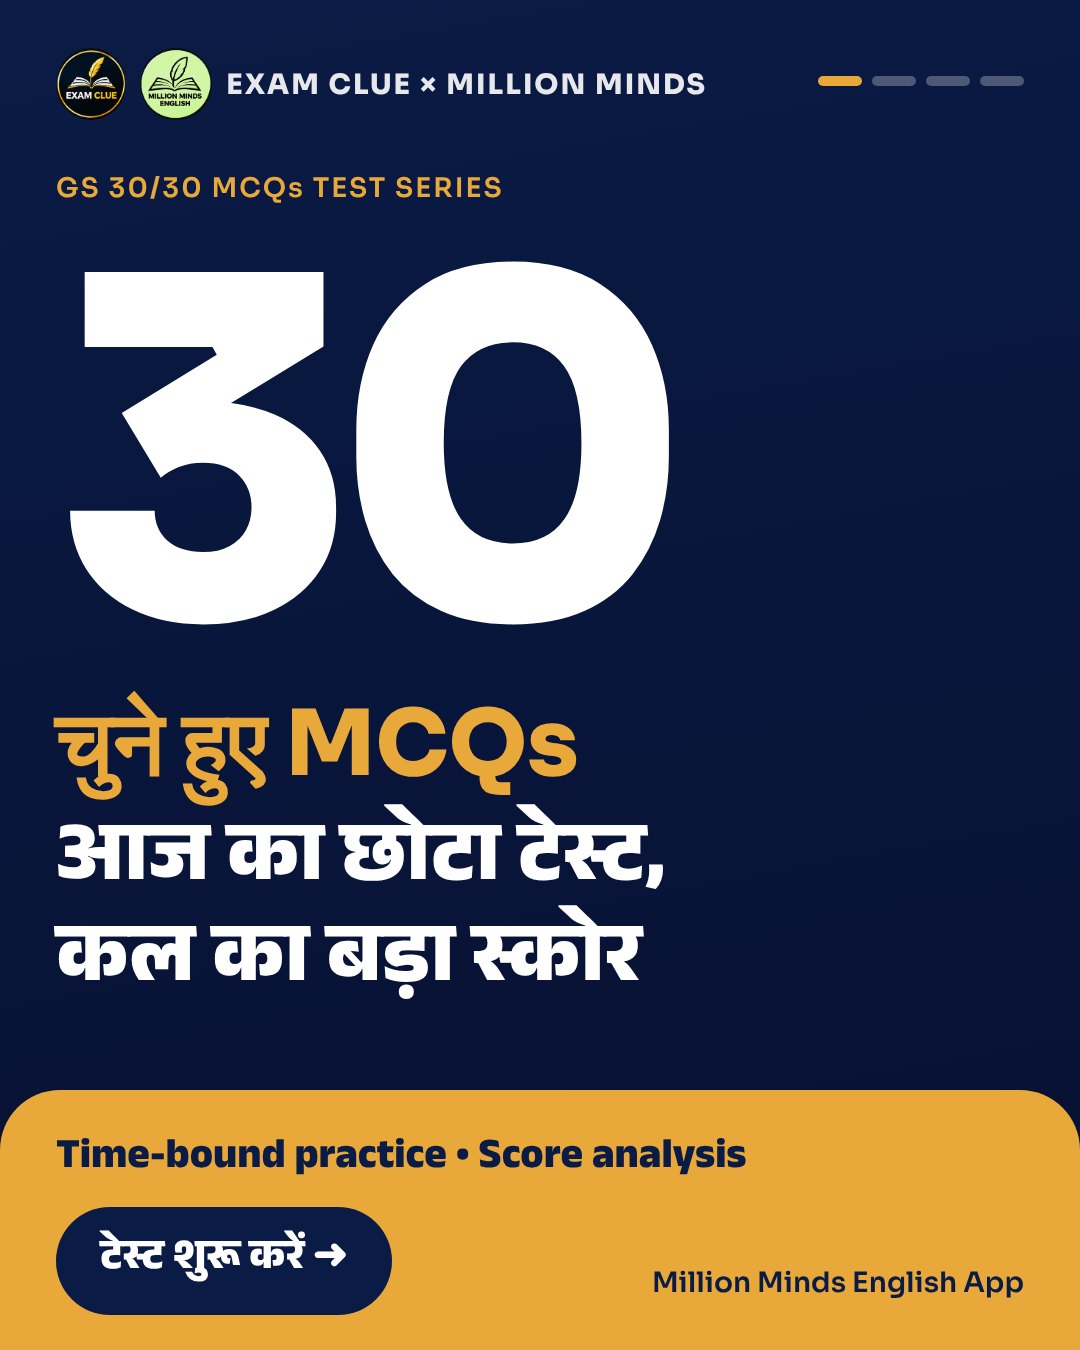 EXAM CLUE
MILLION MINDS
ENGLISH
EXAM CLUE × MILLION MINDS
GS 30/30 MCQs TEST SERIES
30
चुने हुए MCQs
आज का छोटा टेस्ट,
कल का बड़ा स्कोर
Time-bound practice • Score analysis
टेस्ट शुरू करें →
Million Minds English App